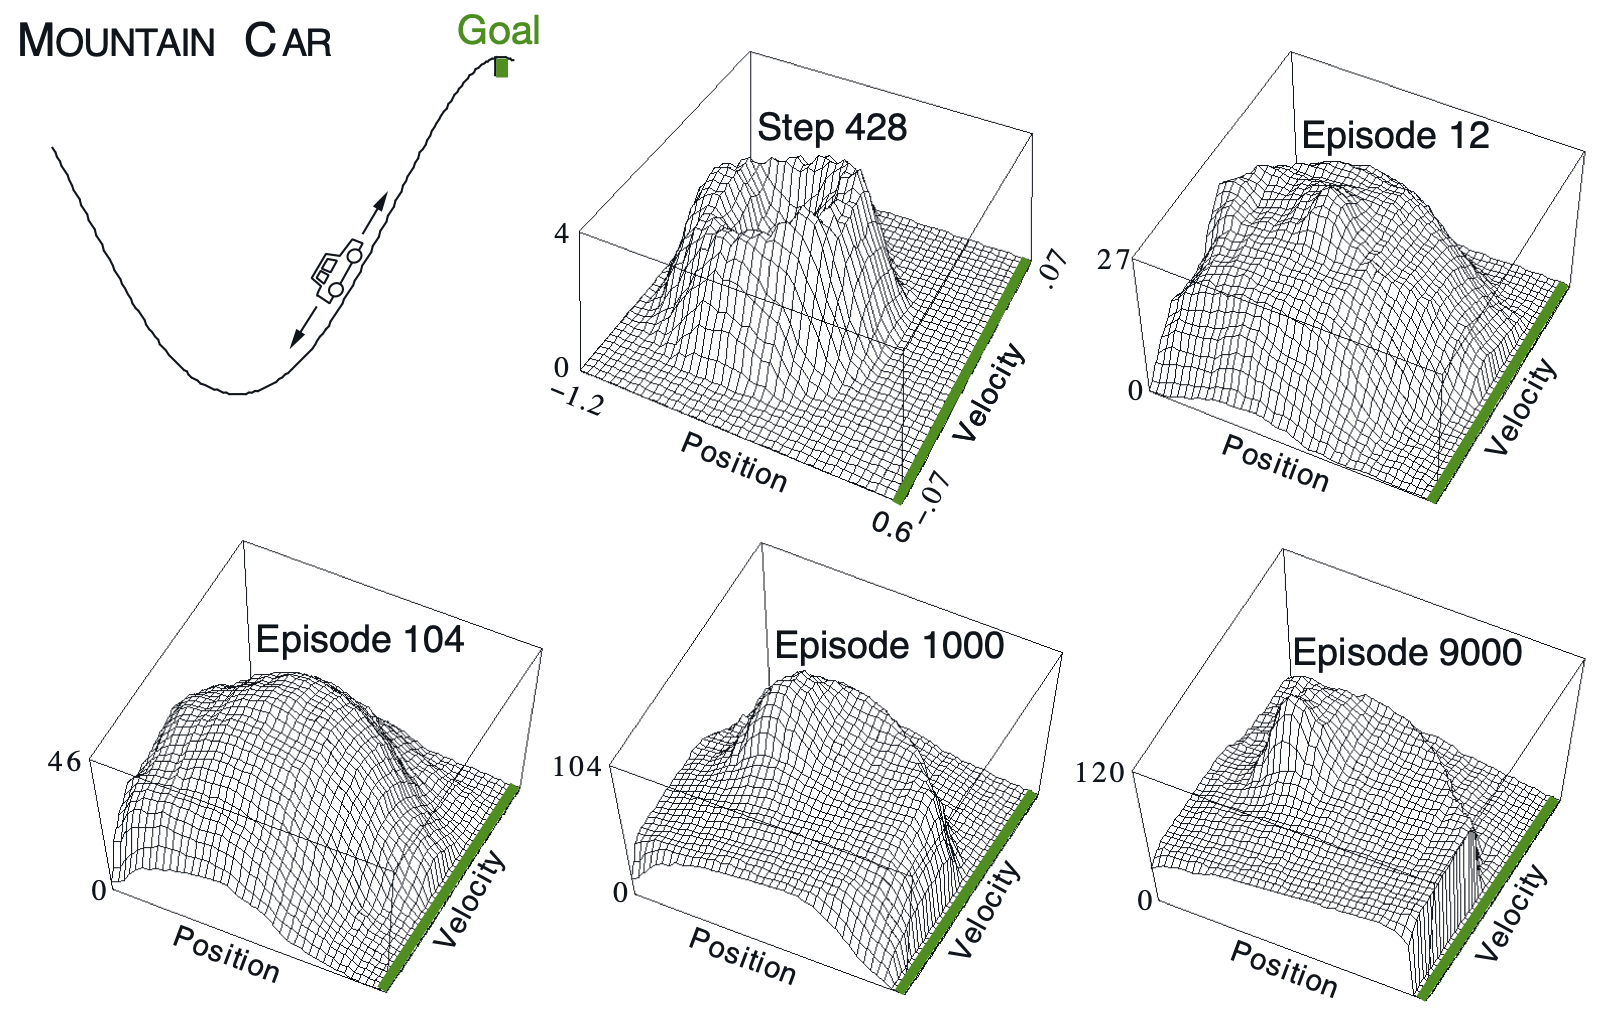 MOUNTAIN CAR
Goal
Step 428
4
0
−1.2
Position
0.6
−.07
Velocity
.07
Episode 12
27
0
Position
Velocity
Episode 104
46
0
Position
Velocity
Episode 1000
104
0
Position
Velocity
Episode 9000
120
0
Position
Velocity